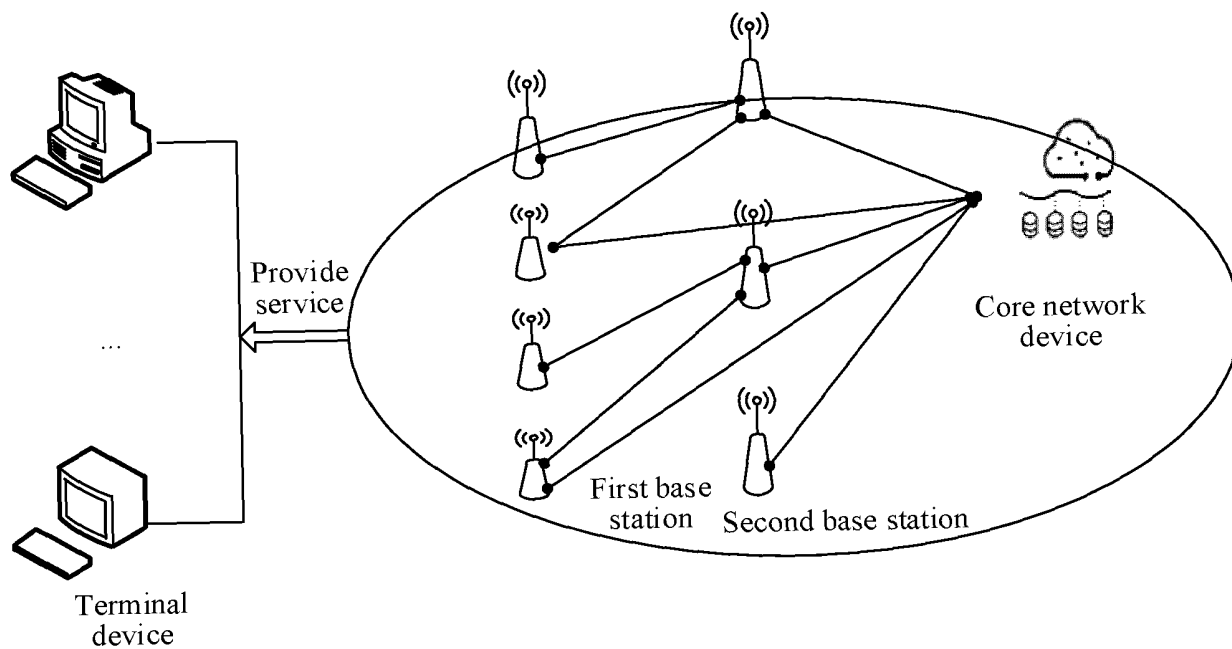 Provide
service
...
Terminal
device
First base
station
Second base station
Core network
device